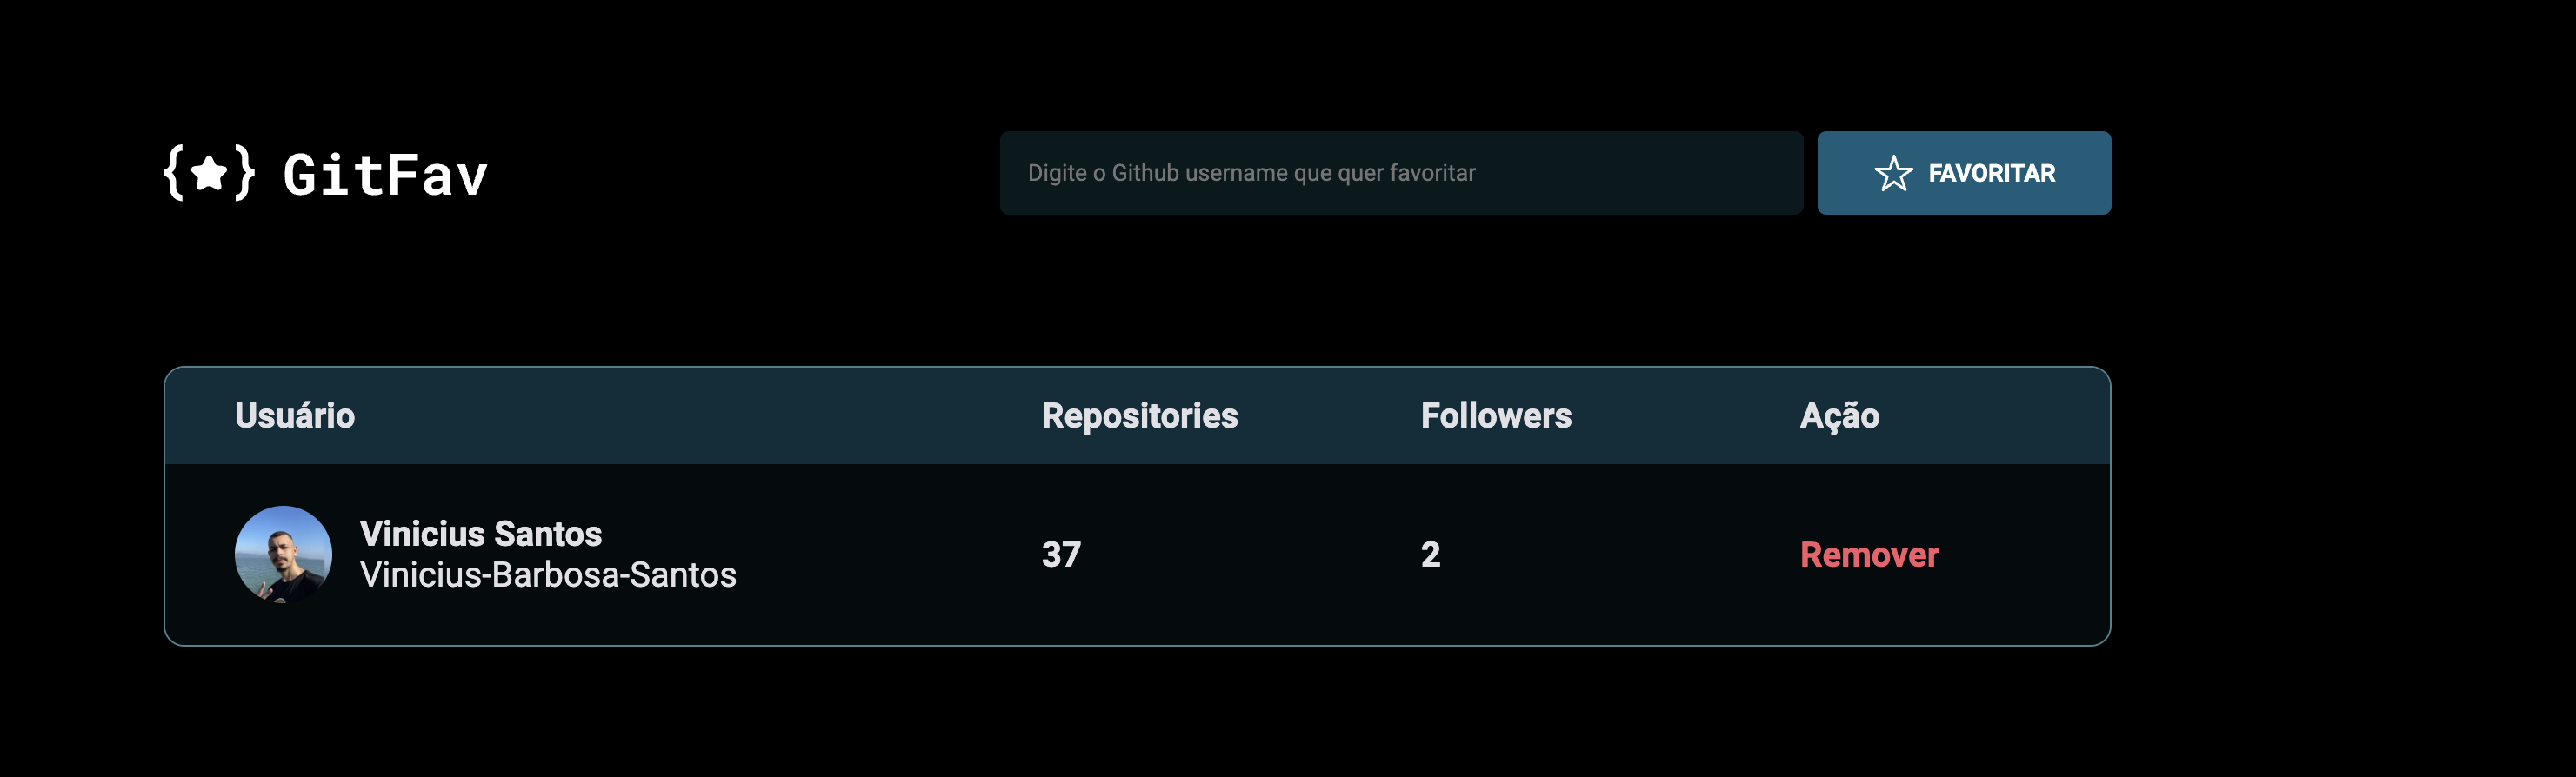 {★} GitFav
Digite o Github username que quer favoritar
FAVORITAR
Usuário Repositories Followers Ação
Vinicius Santos
Vinicius-Barbosa-Santos
37 2 Remover